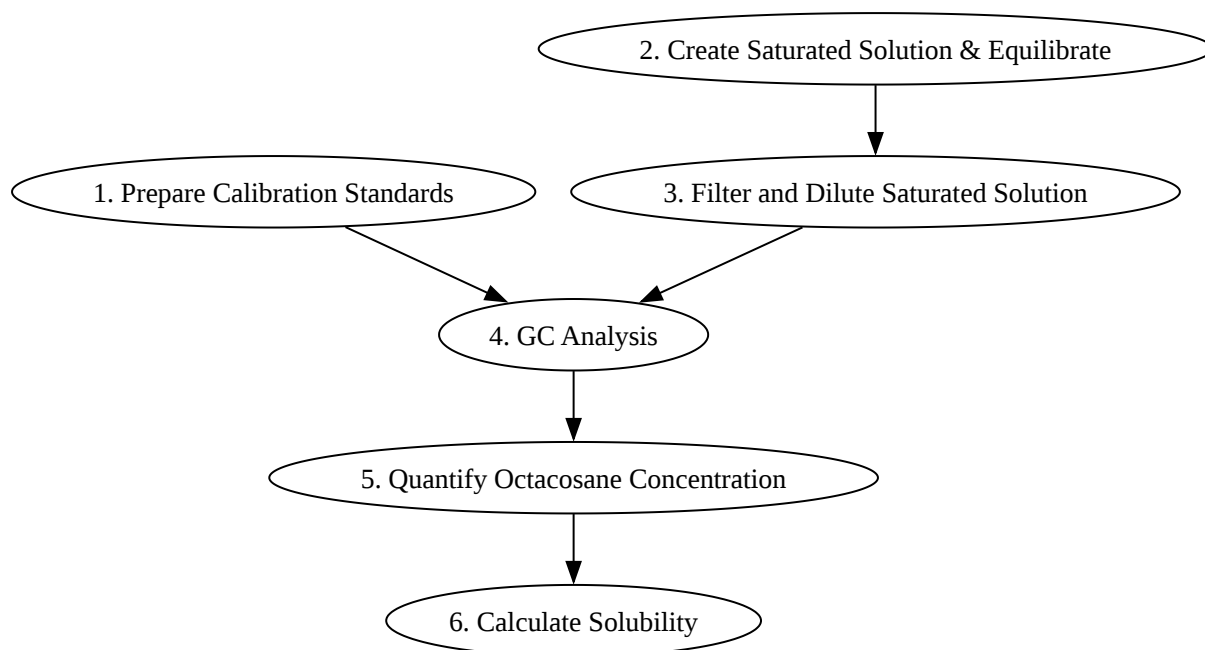 2. Create Saturated Solution & Equilibrate
1. Prepare Calibration Standards
3. Filter and Dilute Saturated Solution
4. GC Analysis
5. Quantify Octacosane Concentration
6. Calculate Solubility